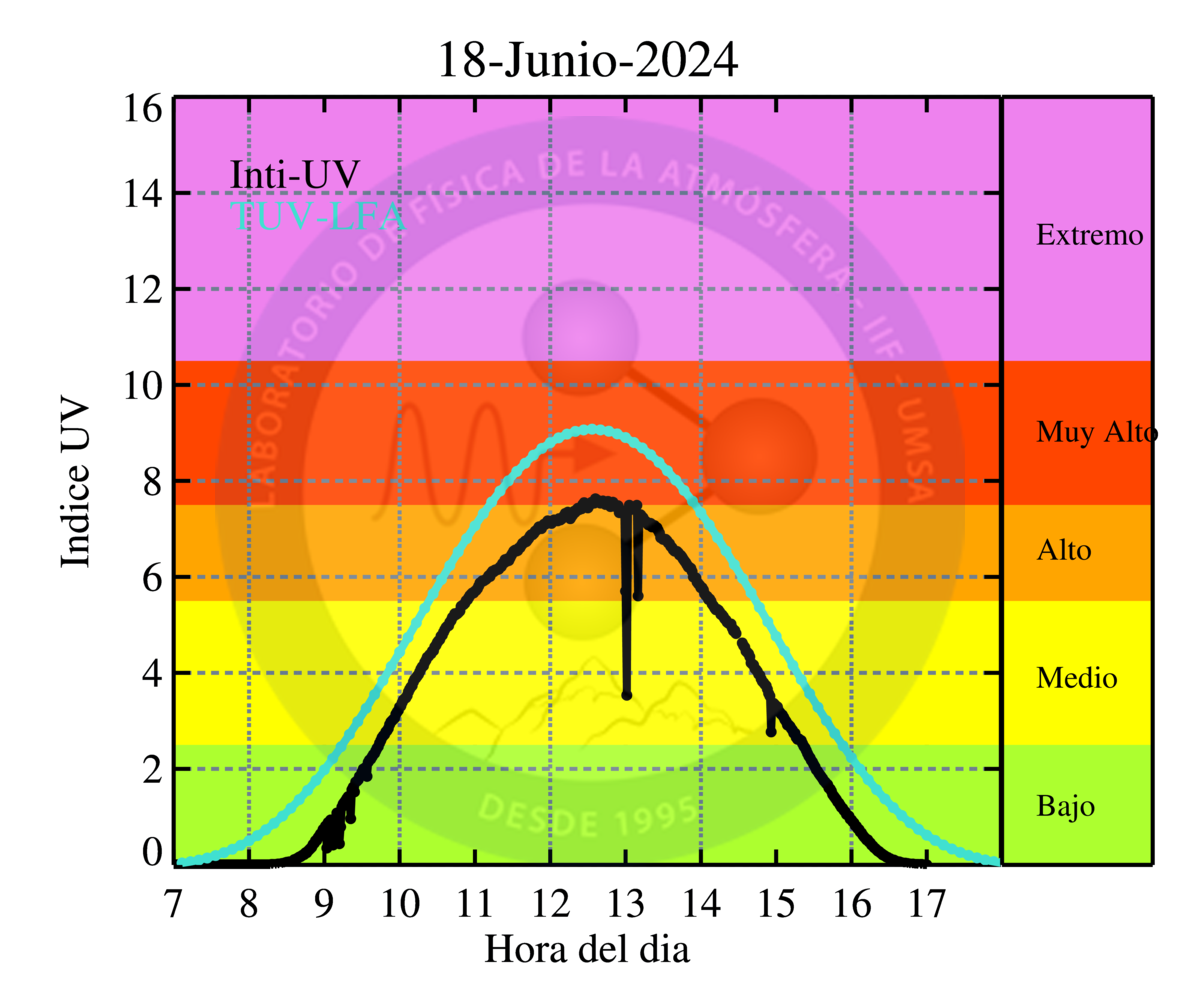 18-Junio-2024
16
14
12
10
8
6
4
2
0
Indice UV
Inti-UV
TUV-LFA
LABORATORIO DE FÍSICA DE LA ATMÓSFERA - IIF - UMSA
DESDE 1995
Extremo
Muy Alto
Alto
Medio
Bajo
7 8 9 10 11 12 13 14 15 16 17
Hora del dia